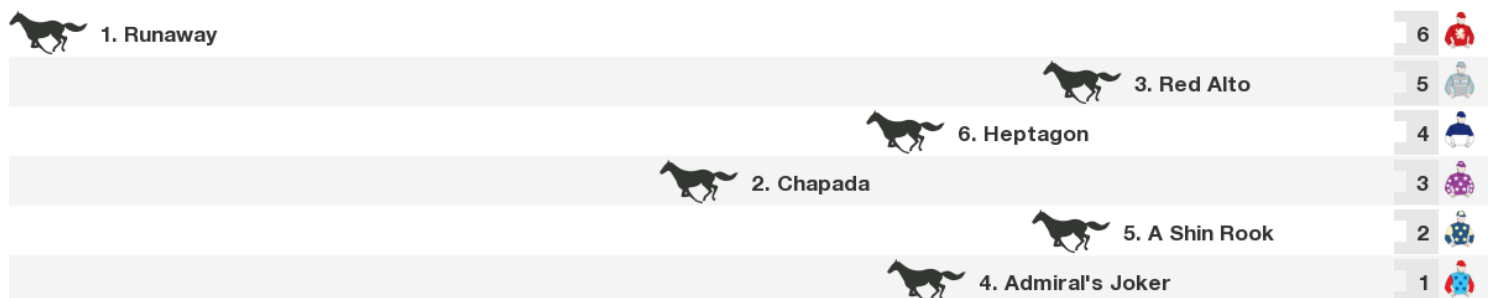 1. Runaway 6
3. Red Alto 5
6. Heptagon 4
2. Chapada 3
5. A Shin Rook 2
4. Admiral's Joker 1